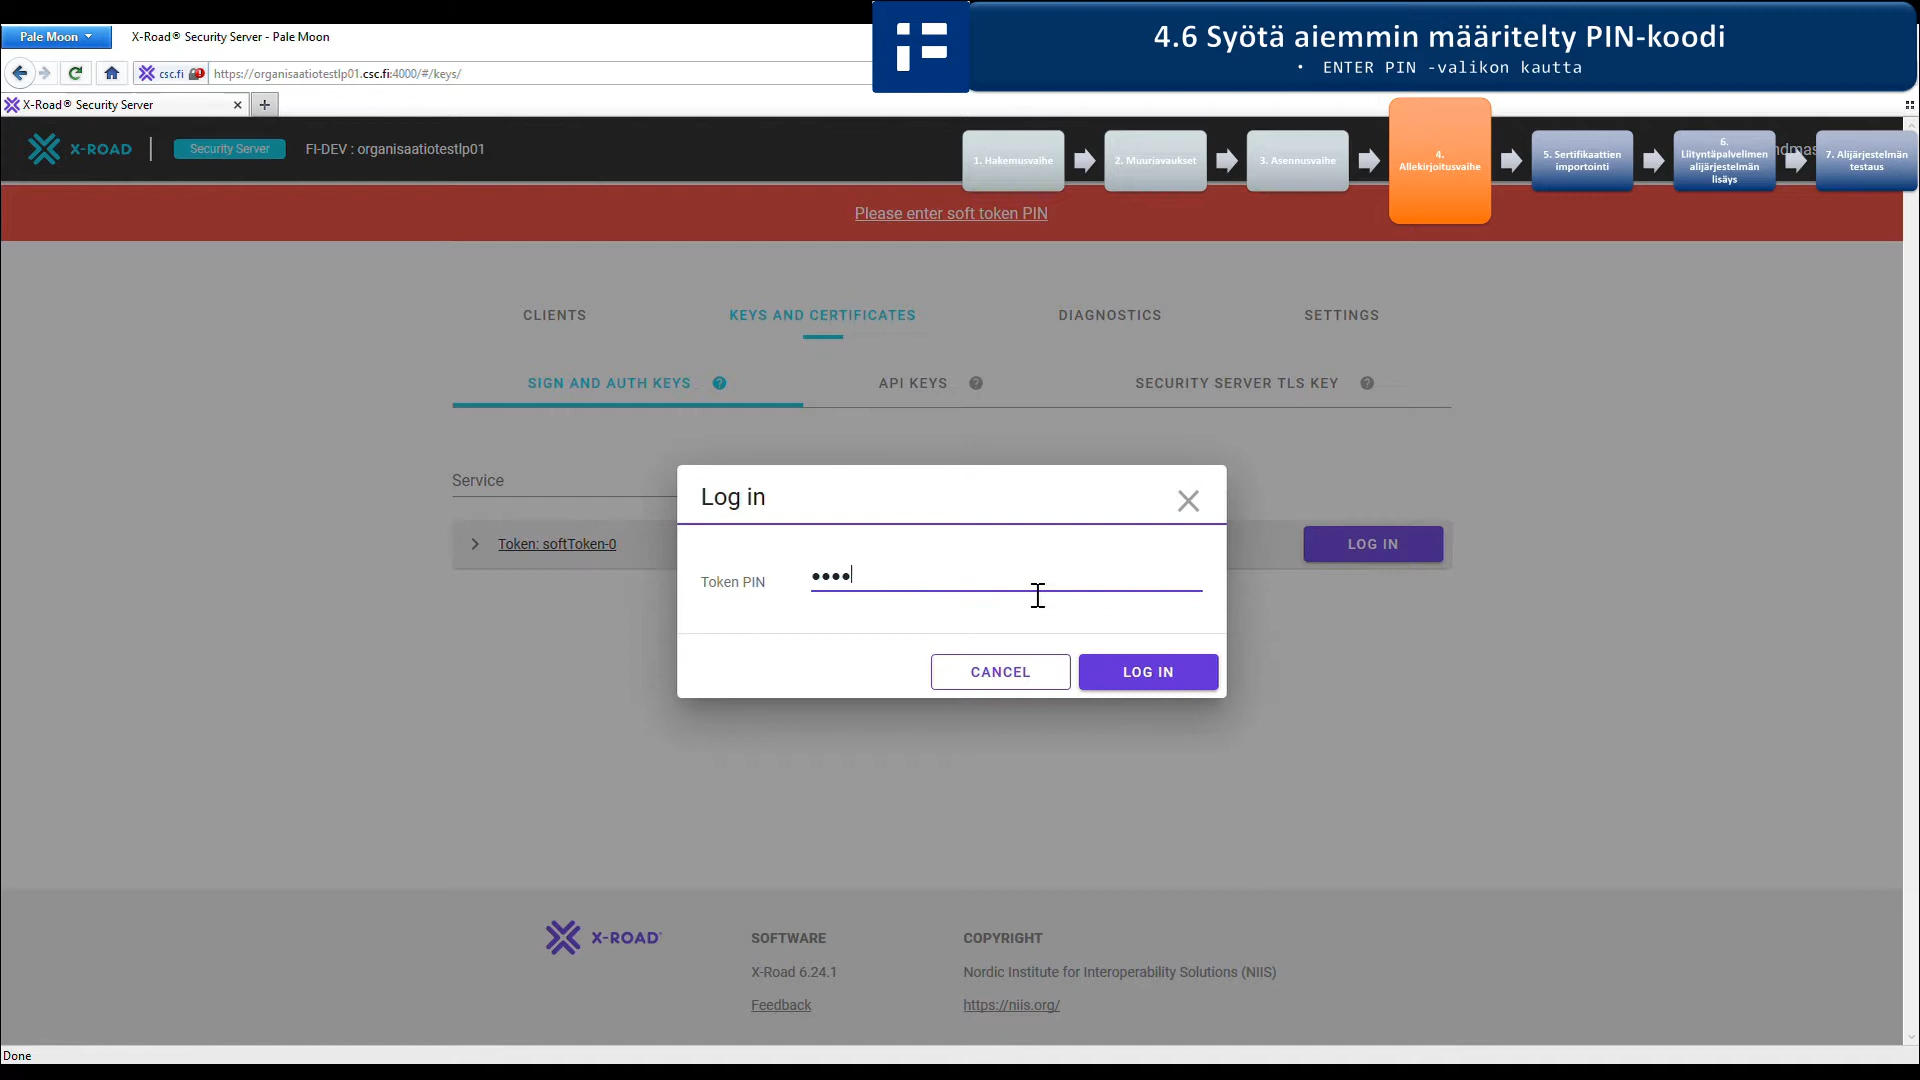 4.6 Syötä aiemmin määritelty PIN-koodi
• ENTER PIN -valikon kautta
Pale Moon
X-Road® Security Server - Pale Moon
csc.fi
https://organisaatiotestlp01.csc.fi:4000/#/keys/
X-Road® Security Server
X-ROAD
Security Server
FI-DEV : organisaatiotestlp01
1. Hakemusvaihe
2. Muuriavaukset
3. Asennusvaihe
4.
Allekirjoitusvaihe
5. Sertifikaattien
importointi
6.
Liityntäpalvelimen
alijärjestelmän
lisäys
7. Alijärjestelmän
testaus
Please enter soft token PIN
CLIENTS
KEYS AND CERTIFICATES
DIAGNOSTICS
SETTINGS
SIGN AND AUTH KEYS ?
API KEYS ?
SECURITY SERVER TLS KEY ?
Service
Token: softToken-0
LOG IN
Log in
Token PIN
••••
CANCEL
LOG IN
X-ROAD®
SOFTWARE
X-Road 6.24.1
Feedback
COPYRIGHT
Nordic Institute for Interoperability Solutions (NIIS)
https://niis.org/
Done